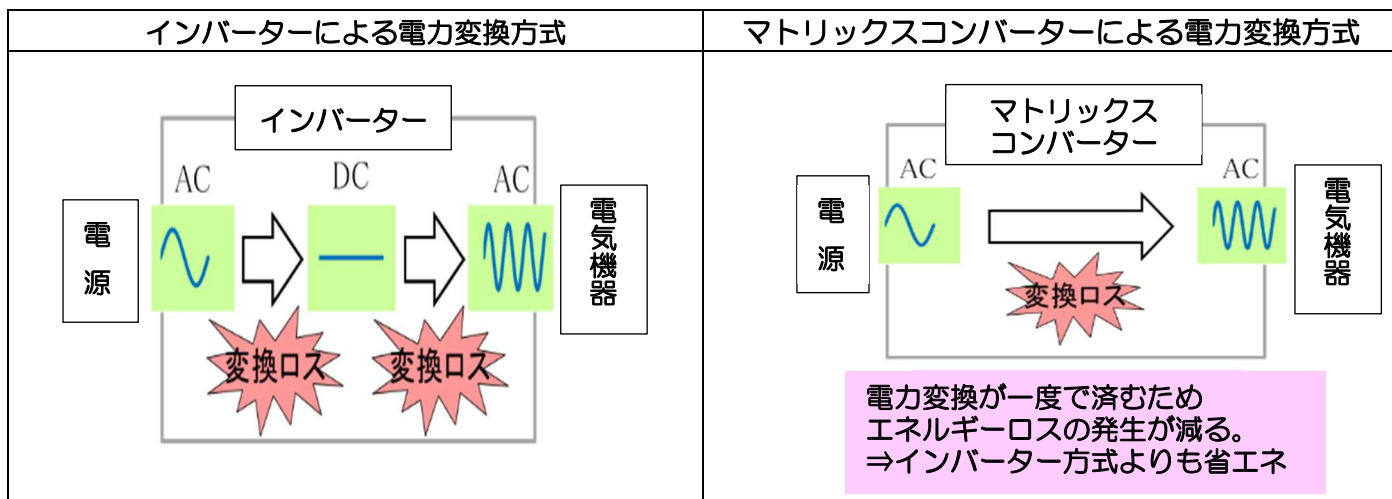 インバーターによる電力変換方式
マトリックスコンバーターによる電力変換方式
インバーター
AC
DC
AC
電源
電気機器
変換ロス
変換ロス
マトリックス
コンバーター
AC
AC
電源
電気機器
変換ロス
電力変換が一度で済むため
エネルギーロスの発生が減る。
⇒インバーター方式よりも省エネ